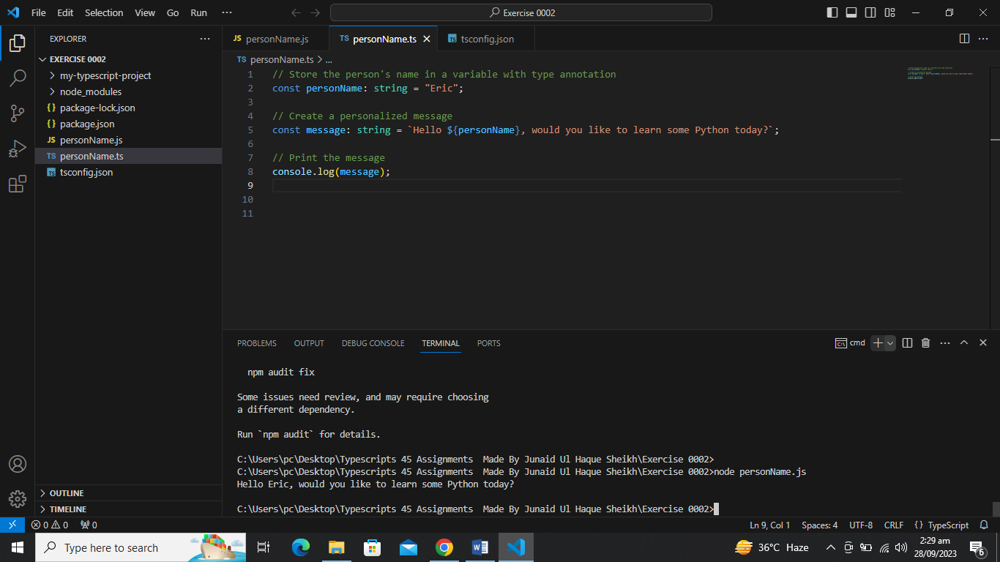 File Edit Selection View Go Run ··· Exercise 0002
EXPLORER ···
EXERCISE 0002
my-typescript-project
node_modules
{} package-lock.json
{} package.json
JS personName.js
TS personName.ts
TS tsconfig.json
OUTLINE
TIMELINE
JS personName.js TS personName.ts TS tsconfig.json
TS personName.ts > ...
1 // Store the person's name in a variable with type annotation
2 const personName: string = "Eric";
3
4 // Create a personalized message
5 const message: string = `Hello ${personName}, would you like to learn some Python today?`;
6
7 // Print the message
8 console.log(message);
9
10
11
PROBLEMS OUTPUT DEBUG CONSOLE TERMINAL PORTS cmd
npm audit fix
Some issues need review, and may require choosing
a different dependency.
Run `npm audit` for details.
C:\Users\pc\Desktop\Typescripts 45 Assignments  Made By Junaid Ul Haque Sheikh\Exercise 0002>
C:\Users\pc\Desktop\Typescripts 45 Assignments  Made By Junaid Ul Haque Sheikh\Exercise 0002>node personName.js
Hello Eric, would you like to learn some Python today?
C:\Users\pc\Desktop\Typescripts 45 Assignments  Made By Junaid Ul Haque Sheikh\Exercise 0002>
0 0 0 Ln 9, Col 1 Spaces: 4 UTF-8 CRLF {} TypeScript
Type here to search 36°C Haze 2:29 am
28/09/2023 6